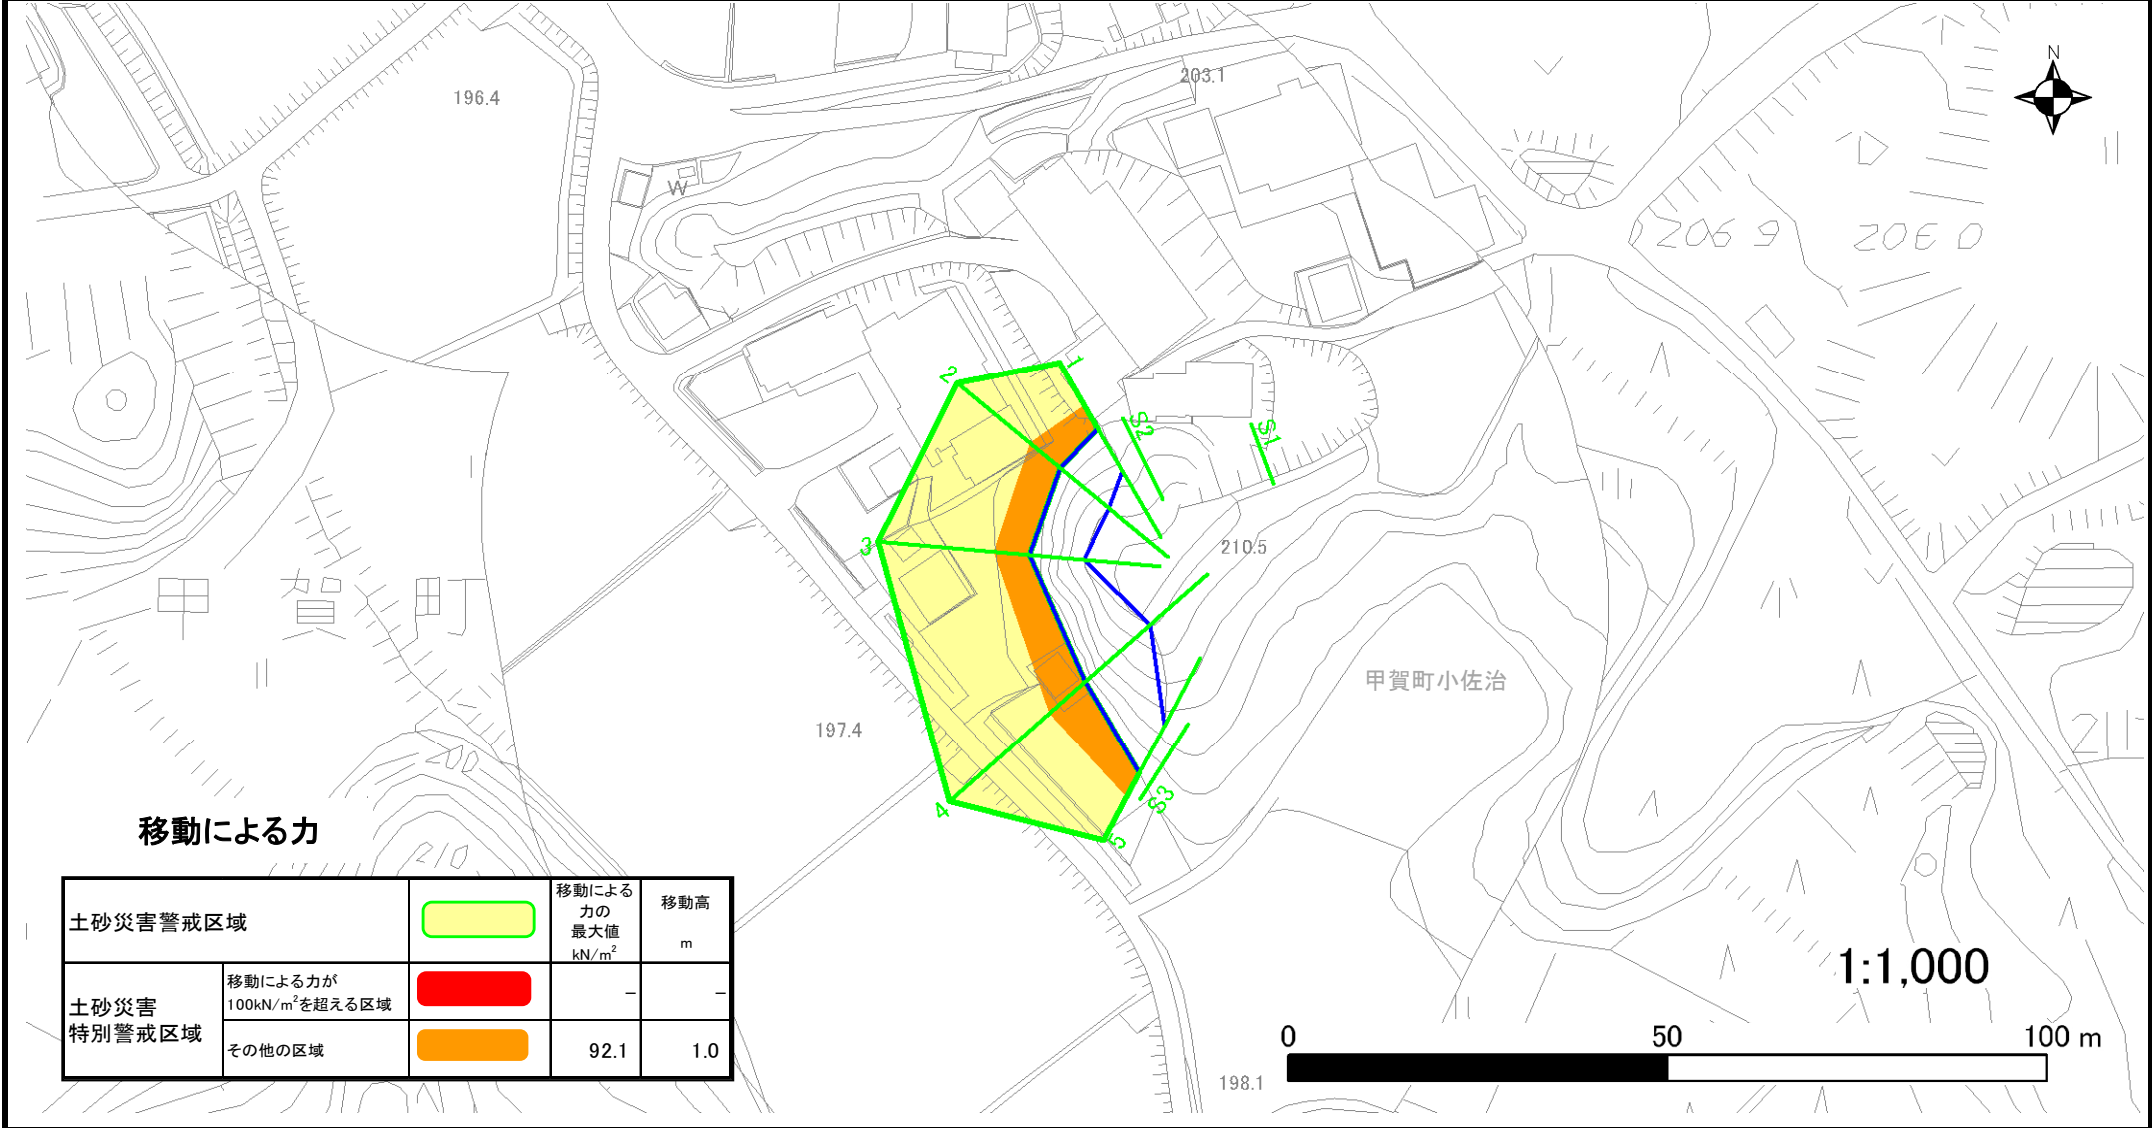 N
203.1
196.4
W
2069
2060
1
2
S2
S1
3
210.5
甲賀町
甲賀町小佐治
197.4
200
211
4
S3
5
210
移動による力
土砂災害警戒区域
移動による
力の
最大値
kN/m²
移動高
m
土砂災害
特別警戒区域
移動による力が
100kN/m²を超える区域
－
－
その他の区域
92.1
1.0
1:1,000
0
50
100 m
198.1